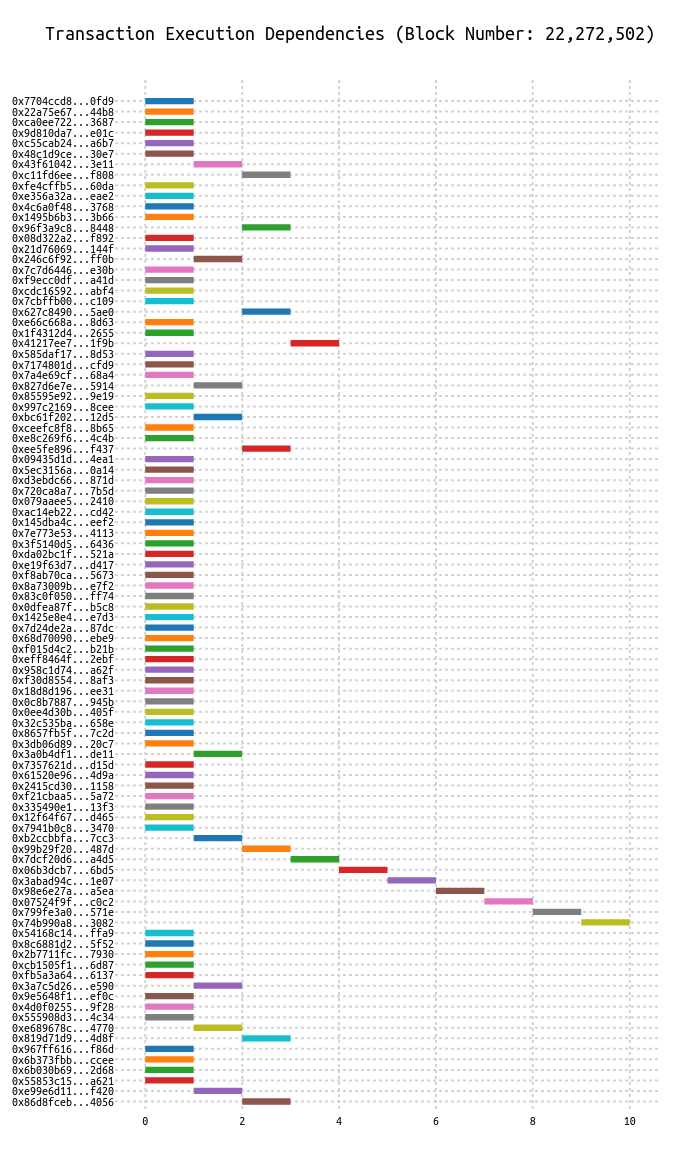 Transaction Execution Dependencies (Block Number: 22,272,502)
0x7704ccd8...0fd9
0x22a75e67...44b8
0xca0ee722...3687
0x9d810da7...e01c
0xc55cab24...a6b7
0x48c1d9ce...30e7
0x43f61042...3e11
0xc11fd6ee...f808
0xfe4cffb5...60da
0xe356a32a...eae2
0x4c6a0f48...3768
0x1495b6b3...3b66
0x96f3a9c8...8448
0x08d322a2...f892
0x21d76069...144f
0x246c6f92...ff0b
0x7c7d6446...e30b
0xf9ecc0df...a41d
0xcdc16592...abf4
0x7cbffb00...c109
0x627c8490...5ae0
0xe66c668a...8d63
0x1f4312d4...2655
0x41217ee7...1f9b
0x585daf17...8d53
0x7174801d...cfd9
0x7a4e69cf...68a4
0x827d6e7e...5914
0x85595e92...9e19
0x997c2169...8cee
0xbc61f202...12d5
0xceefc8f8...8b65
0xe8c269f6...4c4b
0xee5fe896...f437
0x09435d1d...4ea1
0x5ec3156a...0a14
0xd3ebdc66...871d
0x720ca8a7...7b5d
0x079aaee5...2410
0xac14eb22...cd42
0x145dba4c...eef2
0x7e773e53...4113
0x3f5140d5...6436
0xda02bc1f...521a
0xe19f63d7...d417
0xf8ab70ca...5673
0x8a73009b...e7f2
0x83c0f050...ff74
0x0dfea87f...b5c8
0x1425e8e4...e7d3
0x7d24de2a...87dc
0x68d70090...ebe9
0xf015d4c2...b21b
0xeff8464f...2ebf
0x958c1d74...a62f
0xf30d8554...8af3
0x18d8d196...ee31
0x0c8b7887...945b
0x0ee4d30b...405f
0x32c535ba...658e
0x8657fb5f...7c2d
0x3db06d89...20c7
0x3a0b4df1...de11
0x7357621d...d15d
0x61520e96...4d9a
0x2415cd30...1158
0xf21cbaa5...5a72
0x335490e1...13f3
0x12f64f67...d465
0x7941b0c8...3470
0xb2ccbbfa...7cc3
0x99b29f20...487d
0x7dcf20d6...a4d5
0x06b3dcb7...6bd5
0x3abad94c...1e07
0x98e6e27a...a5ea
0x07524f9f...c0c2
0x799fe3a0...571e
0x74b990a8...3082
0x54168c14...ffa9
0x8c6881d2...5f52
0x2b7711fc...7930
0xcb1505f1...6d87
0xfb5a3a64...6137
0x3a7c5d26...e590
0x9e5648f1...ef0c
0x4d0f0255...9f28
0x555908d3...4c34
0xe689678c...4770
0x819d71d9...4d8f
0x967ff616...f86d
0x6b373fbb...ccee
0x6b030b69...2d68
0x55853c15...a621
0xe99e6d11...f420
0x86d8fceb...4056
0 2 4 6 8 10